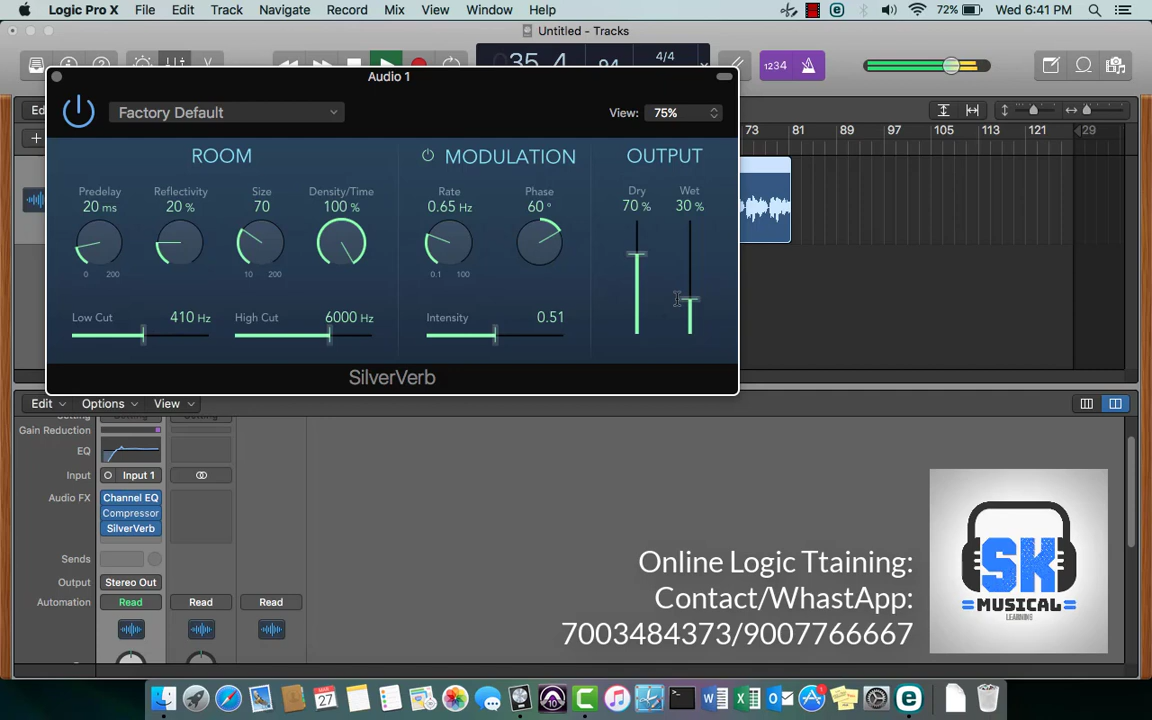 Logic Pro X File Edit Track Navigate Record Mix View Window Help 72% Wed 6:41 PM
Untitled - Tracks
4/4
1234
Audio 1
Factory Default
View: 75%
73 81 89 97 105 113 121 29
ROOM MODULATION OUTPUT
Predelay Reflectivity Size Density/Time Rate Phase Dry Wet
20 ms 20 % 70 100 % 0.65 Hz 60 ° 70 % 30 %
0 200 10 200 0.1 100
Low Cut 410 Hz High Cut 6000 Hz Intensity 0.51
SilverVerb
Edit Options View
Gain Reduction
EQ
Input Input 1
Audio FX Channel EQ
Compressor
SilverVerb
Sends
Output Stereo Out
Automation Read Read Read
Online Logic Ttaining:
Contact/WhastApp:
7003484373/9007766667
SK
MUSICAL
LEARNING
27
10